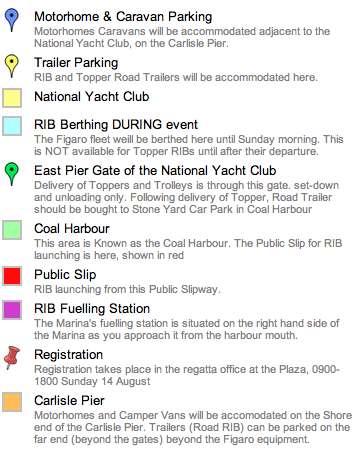 Motorhome & Caravan Parking
Motorhomes Caravans will be accommodated adjacent to the
National Yacht Club, on the Carlisle Pier.
Trailer Parking
RIB and Topper Road Trailers will be accommodated here.
National Yacht Club
RIB Berthing DURING event
The Figaro fleet weill be berthed here until Sunday morning. This
is NOT available for Topper RIBs until after their departure.
East Pier Gate of the National Yacht Club
Delivery of Toppers and Trolleys is through this gate. set-down
and unloading only. Following delivery of Topper, Road Trailer
should be bought to Stone Yard Car Park in Coal Harbour
Coal Harbour
This area is Known as the Coal Harbour. The Public Slip for RIB
launching is here, shown in red
Public Slip
RIB launching from this Public Slipway.
RIB Fuelling Station
The Marina's fuelling station is situated on the right hand side of
the Marina as you approach it from the harbour mouth.
Registration
Registration takes place in the regatta office at the Plaza, 0900-
1800 Sunday 14 August
Carlisle Pier
Motorhomes and Camper Vans will be accomodated on the Shore
end of the Carlisle Pier. Trailers (Road RIB) can be parked on the
far end (beyond the gates) beyond the Figaro equipment.